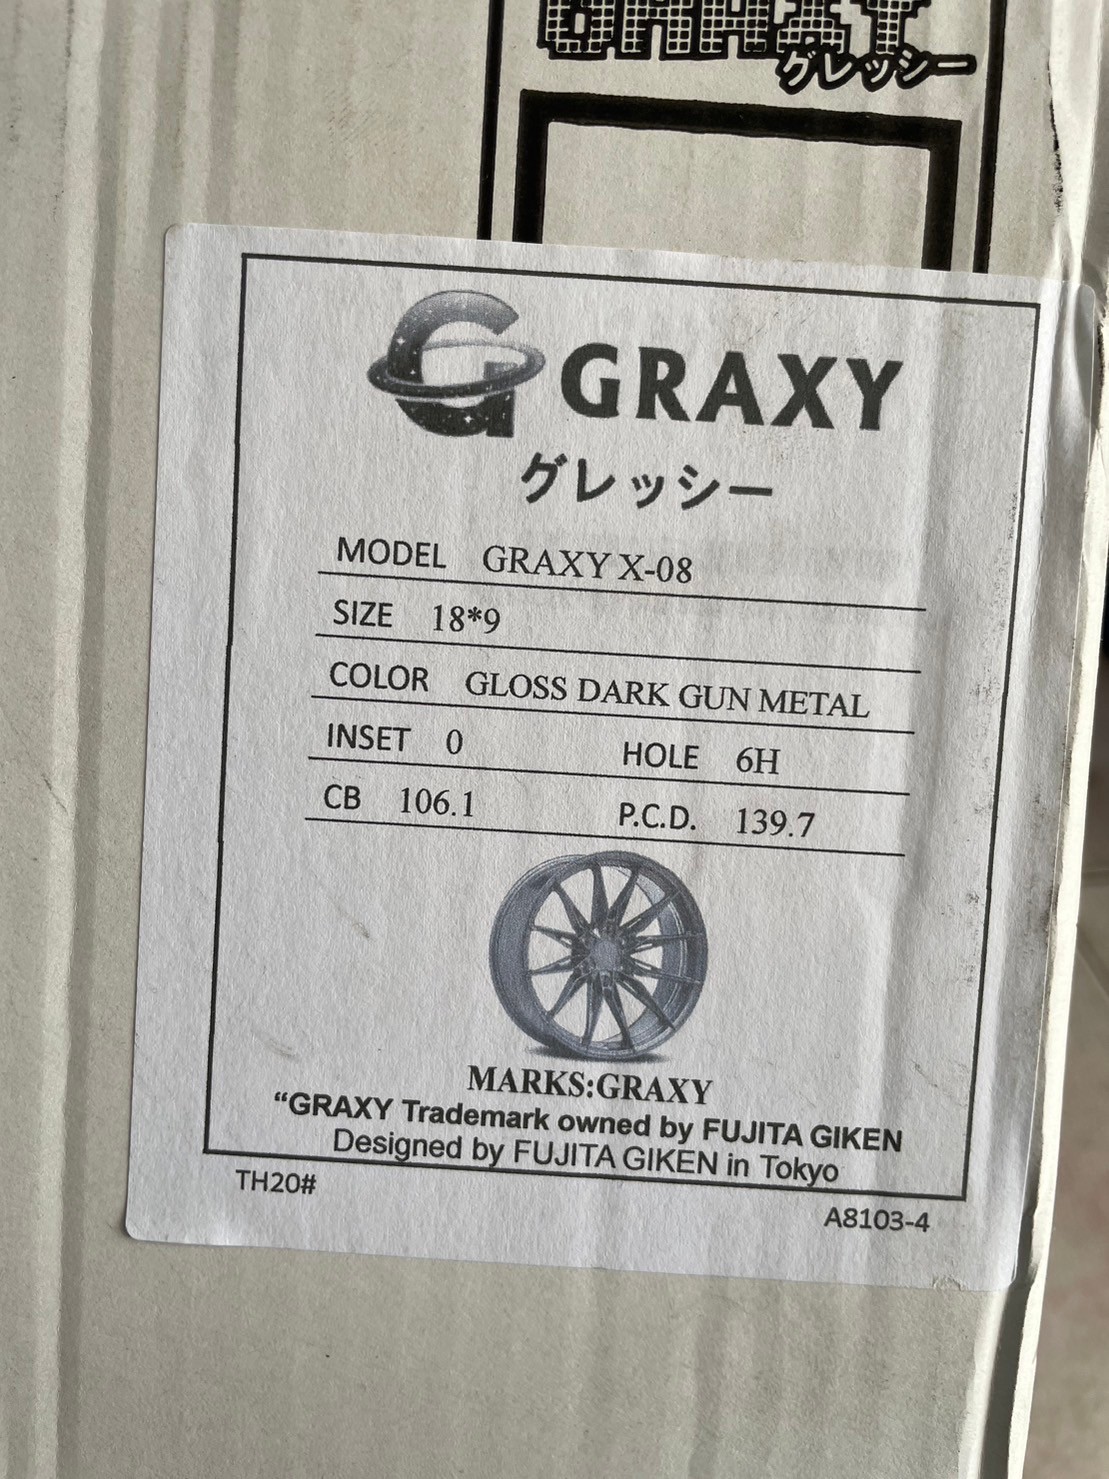 GRAXY
グレッシー
GRAXY
グレッシー
MODEL GRAXY X-08
SIZE 18*9
COLOR GLOSS DARK GUN METAL
INSET 0 HOLE 6H
CB 106.1 P.C.D. 139.7
MARKS:GRAXY
“GRAXY Trademark owned by FUJITA GIKEN
Designed by FUJITA GIKEN in Tokyo
TH20#
A8103-4